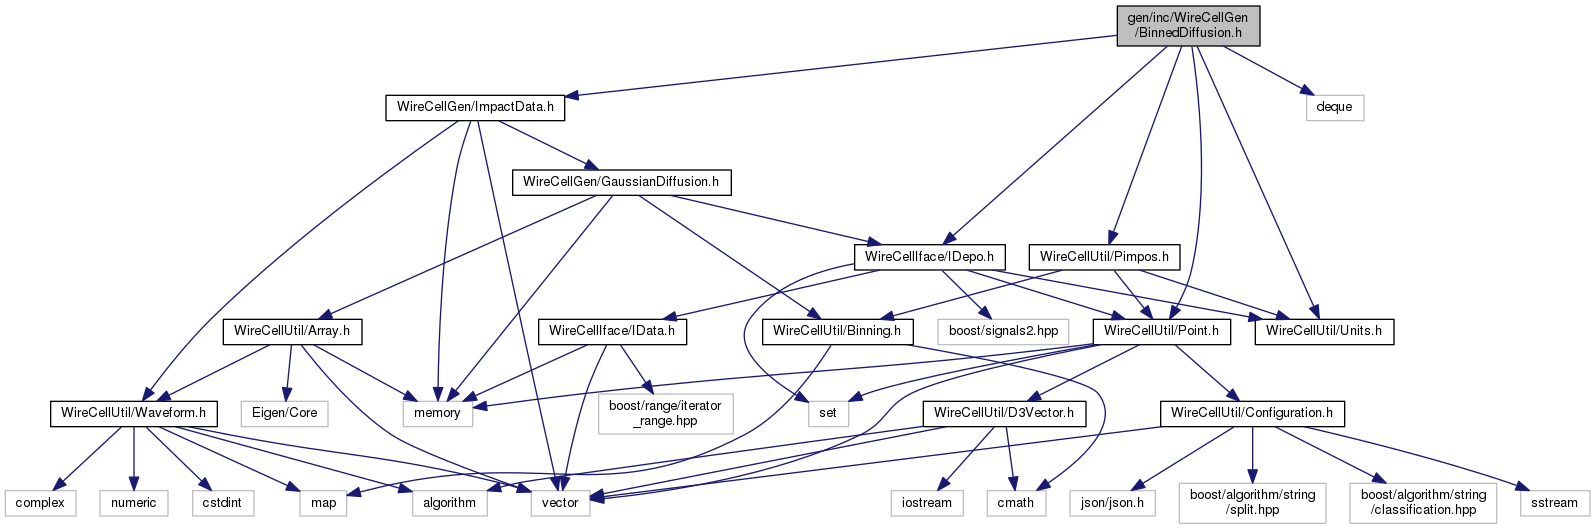 gen/inc/WireCellGen
/BinnedDiffusion.h
WireCellGen/ImpactData.h
deque
WireCellGen/GaussianDiffusion.h
WireCellIface/IDepo.h
WireCellUtil/Pimpos.h
WireCellUtil/Array.h
WireCellIface/IData.h
WireCellUtil/Binning.h
boost/signals2.hpp
WireCellUtil/Point.h
WireCellUtil/Units.h
WireCellUtil/Waveform.h
Eigen/Core
memory
boost/range/iterator
_range.hpp
set
WireCellUtil/D3Vector.h
WireCellUtil/Configuration.h
complex
numeric
cstdint
map
algorithm
vector
iostream
cmath
json/json.h
boost/algorithm/string
/split.hpp
boost/algorithm/string
/classification.hpp
sstream